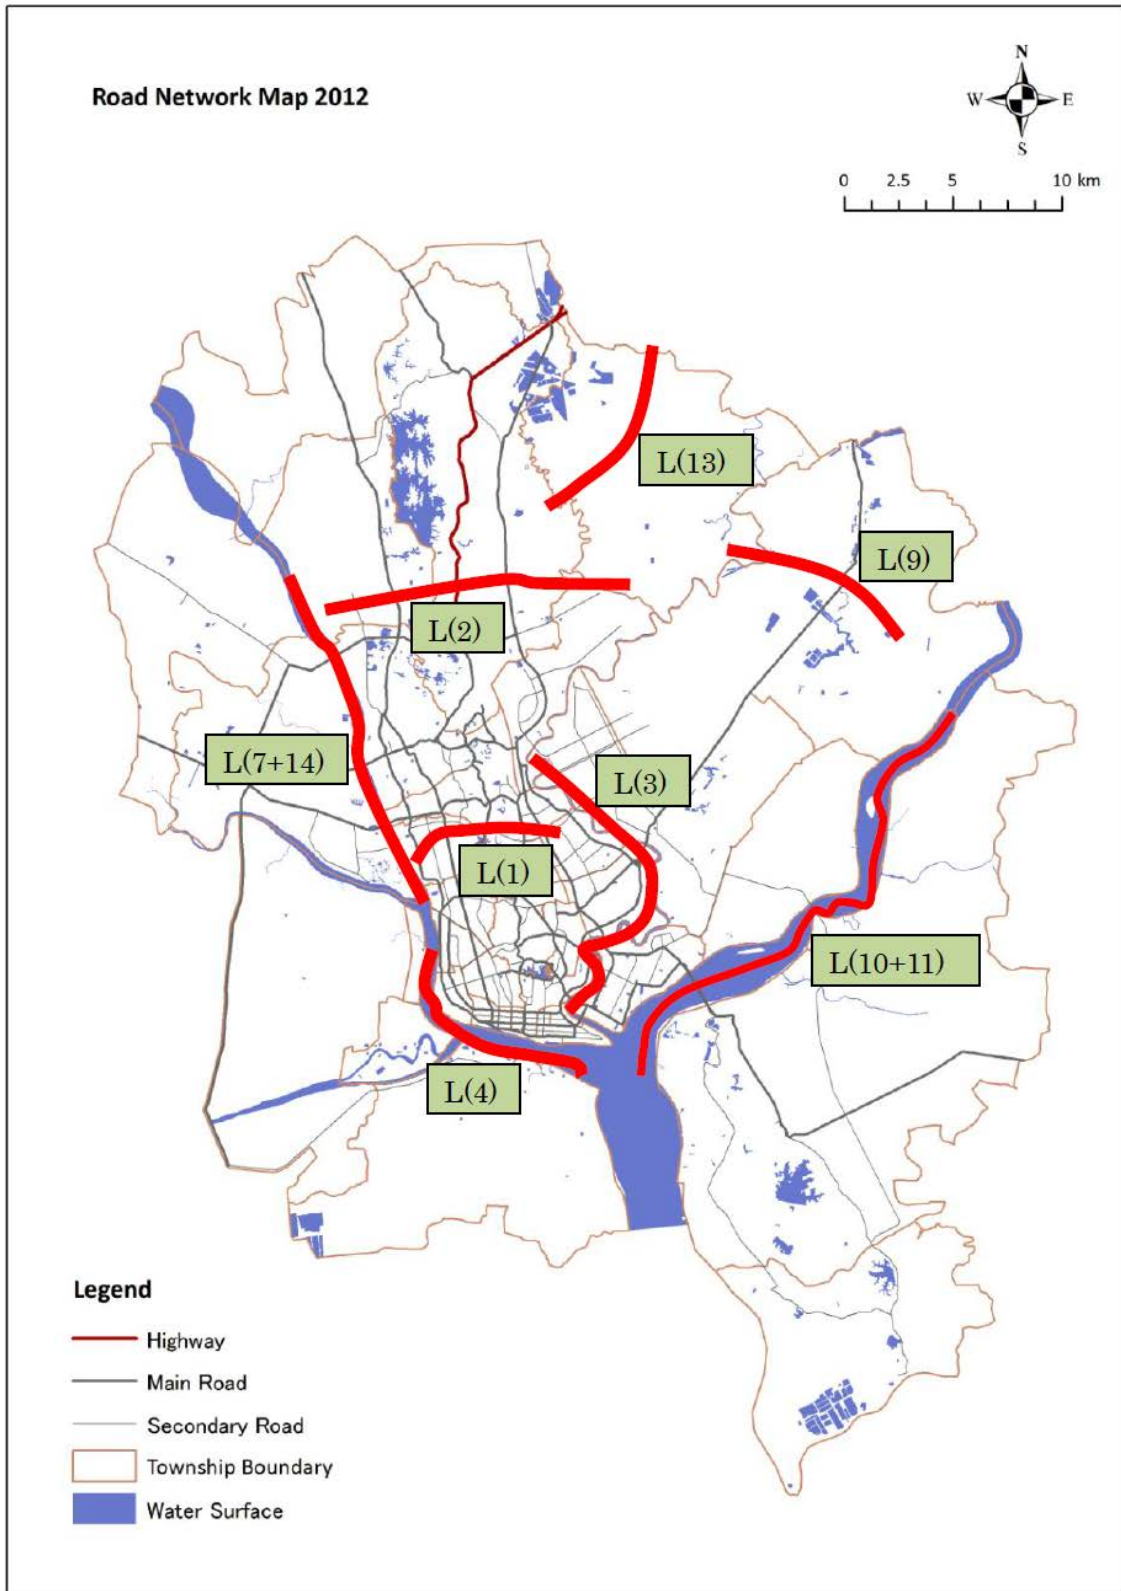 Road Network Map 2012
N
W E
S
0 2.5 5 10 km
L(13)
L(9)
L(2)
L(7+14)
L(3)
L(1)
L(10+11)
L(4)
Legend
Highway
Main Road
Secondary Road
Township Boundary
Water Surface